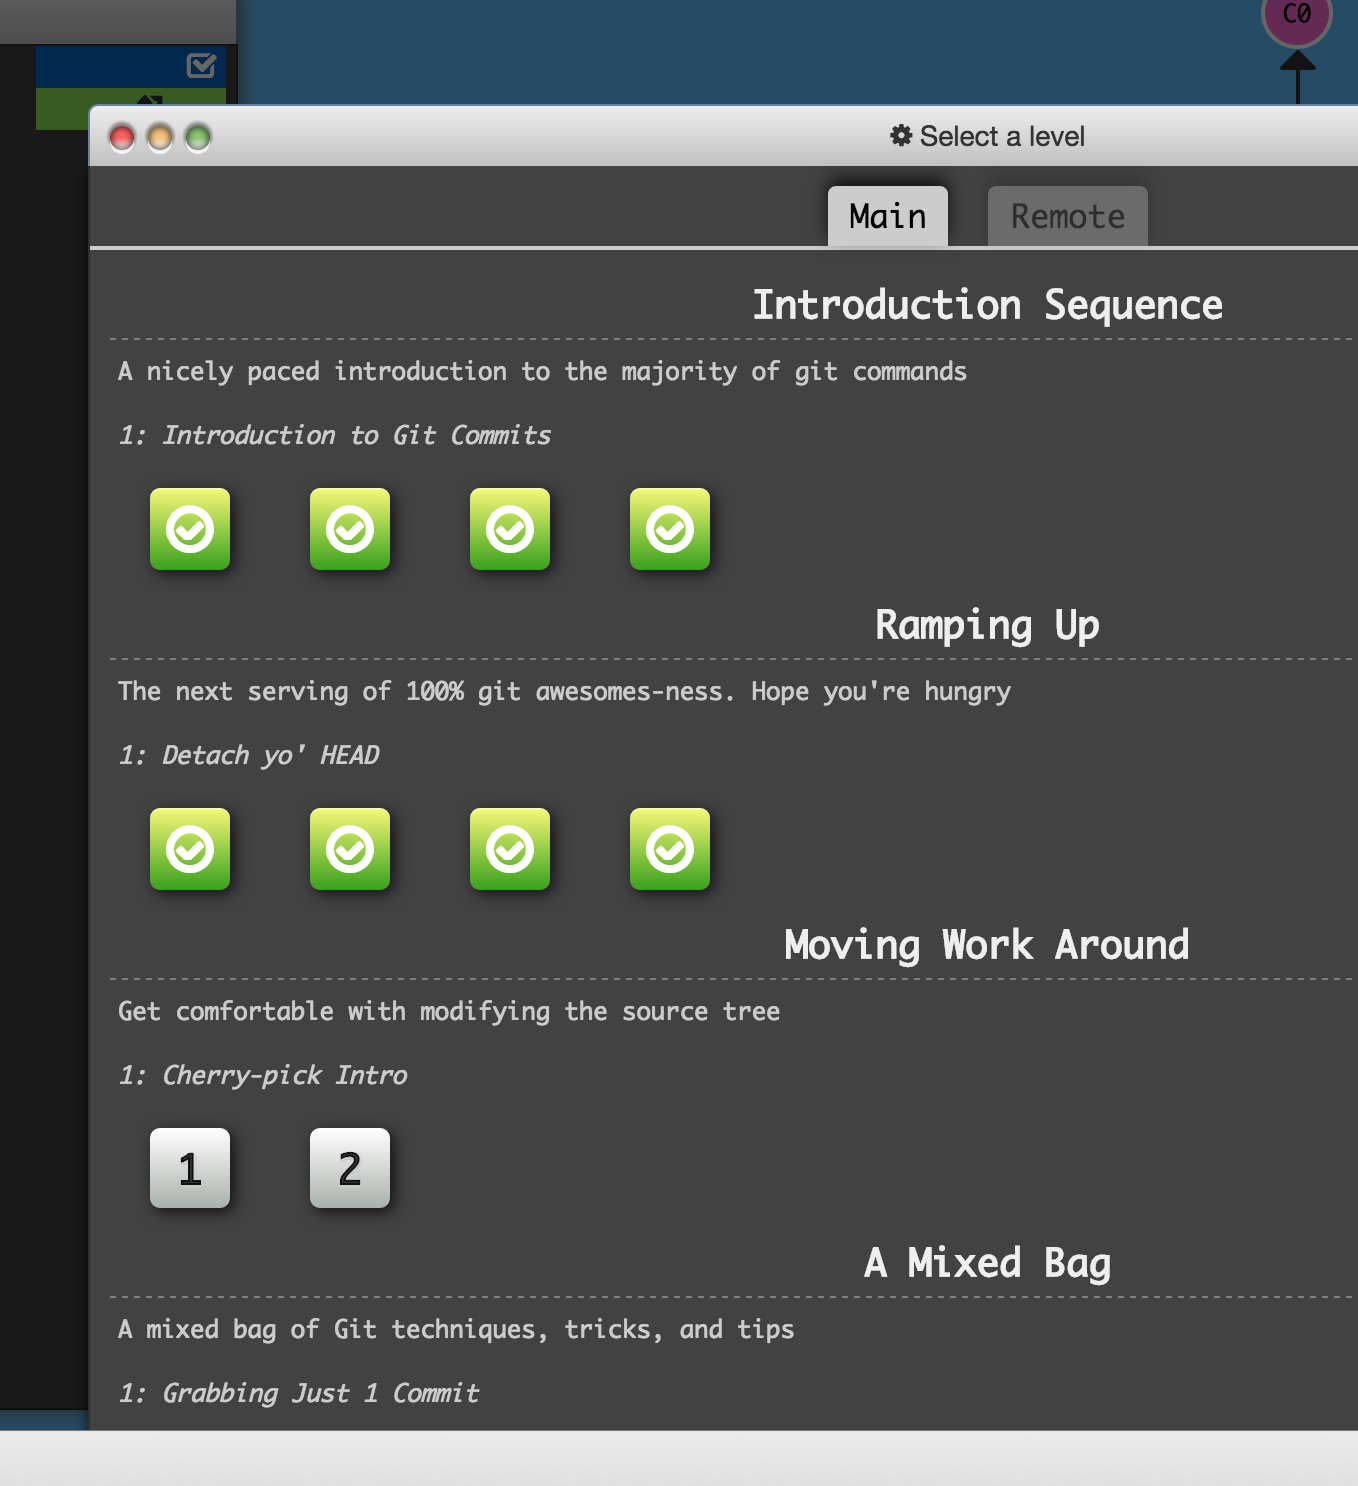 C0
Select a level
Main
Remote
Introduction Sequence
A nicely paced introduction to the majority of git commands
1: Introduction to Git Commits
Ramping Up
The next serving of 100% git awesomes-ness. Hope you're hungry
1: Detach yo' HEAD
Moving Work Around
Get comfortable with modifying the source tree
1: Cherry-pick Intro
1
2
A Mixed Bag
A mixed bag of Git techniques, tricks, and tips
1: Grabbing Just 1 Commit